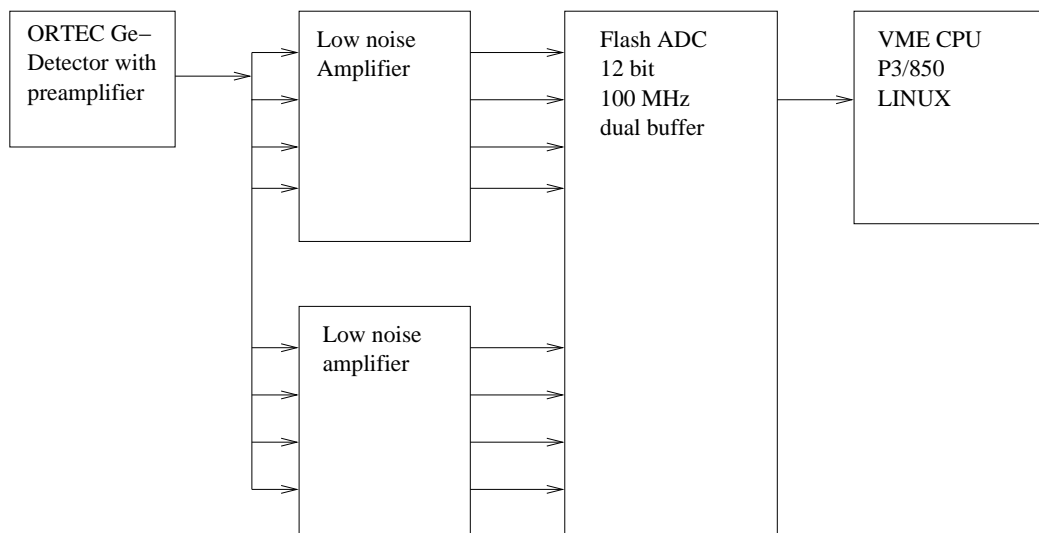 ORTEC Ge–
Detector with
preamplifier
Low noise
Amplifier
Flash ADC
12 bit
100 MHz
dual buffer
VME CPU
P3/850
LINUX
Low noise
amplifier